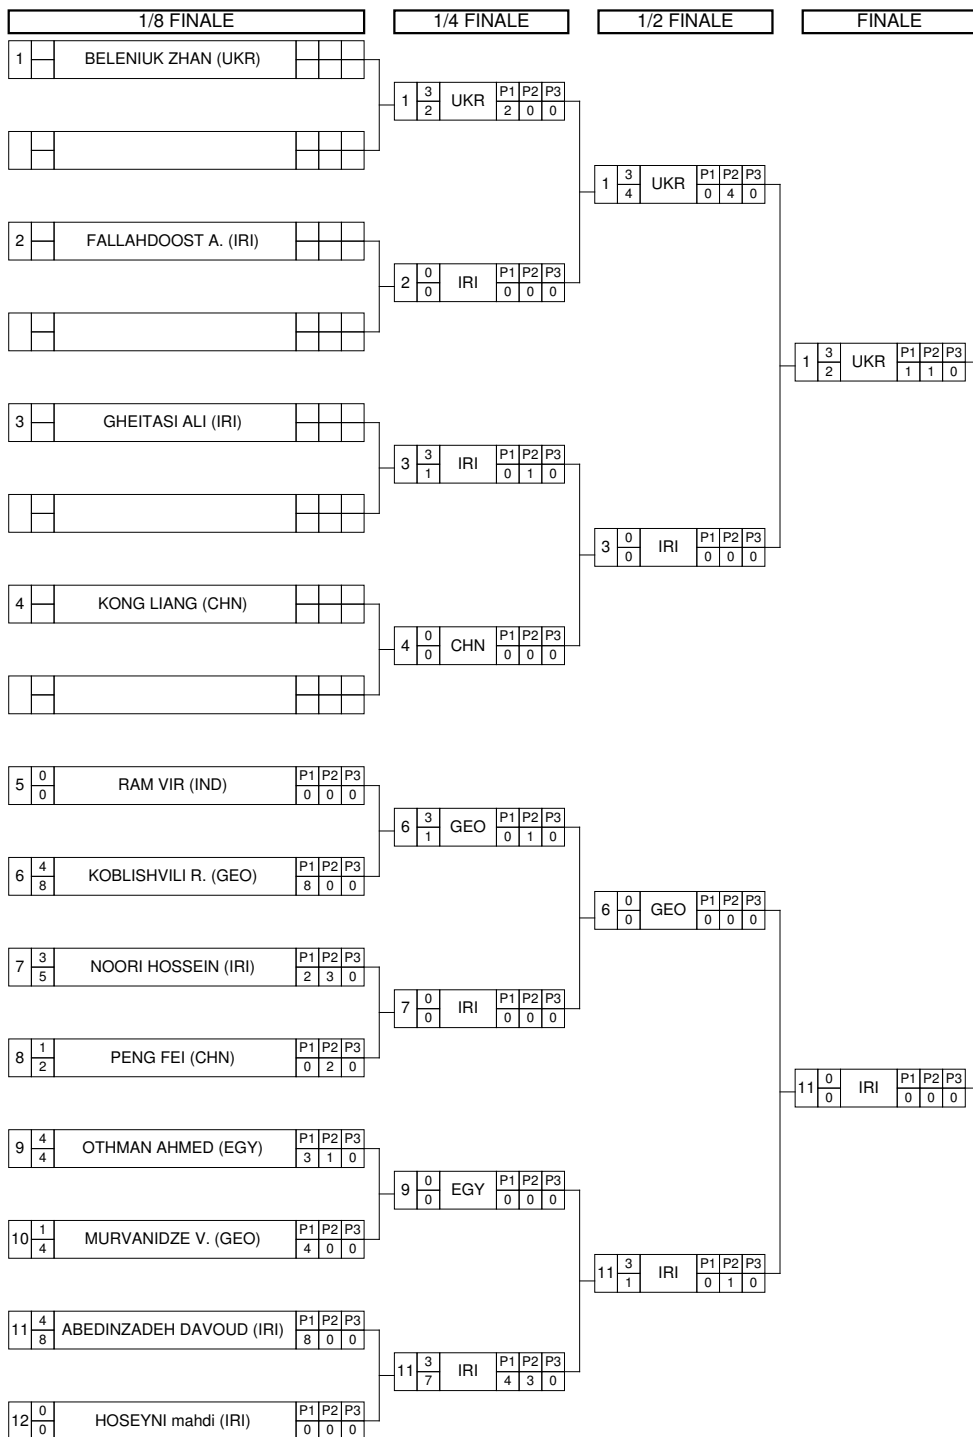 1/8 FINALE 1/4 FINALE 1/2 FINALE FINALE
1 BELENIUK ZHAN (UKR)
1 3 2 UKR P1 P2 P3 2 0 0
1 3 4 UKR P1 P2 P3 0 4 0
2 FALLAHDOOST A. (IRI)
2 0 0 IRI P1 P2 P3 0 0 0
1 3 2 UKR P1 P2 P3 1 1 0
3 GHEITASI ALI (IRI)
3 3 1 IRI P1 P2 P3 0 1 0
3 0 0 IRI P1 P2 P3 0 0 0
4 KONG LIANG (CHN)
4 0 0 CHN P1 P2 P3 0 0 0
5 0 0 RAM VIR (IND) P1 P2 P3 0 0 0
6 3 1 GEO P1 P2 P3 0 1 0
6 4 8 KOBLISHVILI R. (GEO) P1 P2 P3 8 0 0
6 0 0 GEO P1 P2 P3 0 0 0
7 3 5 NOORI HOSSEIN (IRI) P1 P2 P3 2 3 0
7 0 0 IRI P1 P2 P3 0 0 0
8 1 2 PENG FEI (CHN) P1 P2 P3 0 2 0
11 0 0 IRI P1 P2 P3 0 0 0
9 4 4 OTHMAN AHMED (EGY) P1 P2 P3 3 1 0
9 0 0 EGY P1 P2 P3 0 0 0
10 1 4 MURVANIDZE V. (GEO) P1 P2 P3 4 0 0
11 3 1 IRI P1 P2 P3 0 1 0
11 4 8 ABEDINZADEH DAVOUD (IRI) P1 P2 P3 8 0 0
11 3 7 IRI P1 P2 P3 4 3 0
12 0 0 HOSEYNI mahdi (IRI) P1 P2 P3 0 0 0